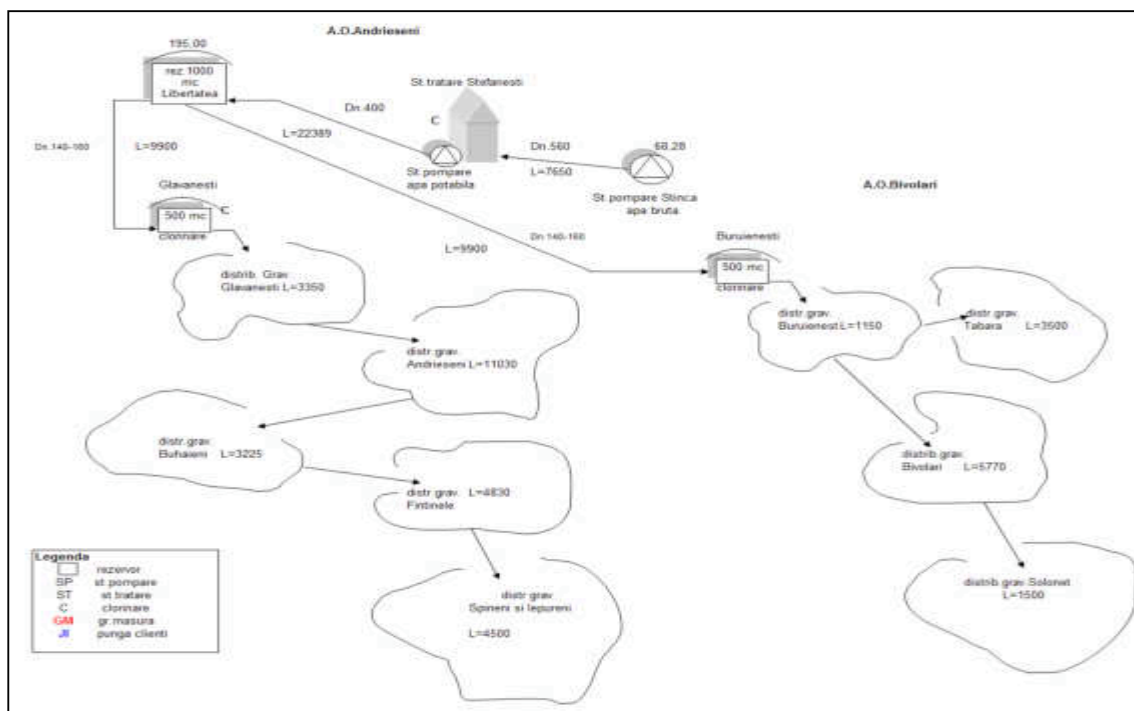 A.O.Andrieseni
195.00
rez.1000
mc
Libertatea
St.tratare Stefanesti
C
Dn.400
L=22389
Dn.140-160
L=9900
Dn.560
L=7650
68.28
St.pompare
apa potabila
St.pompare Stinca
apa bruta
A.O.Bivolari
Glavanesti
500 mc
C
clorinare
Dn.140-160
L=9900
Buruienesti
500 mc
clorinare
distrib. Grav
Glavanesti L=3350
distr.grav.
Buruienest L=1150
distr.grav.
Tabara L=3500
distr.grav.
Andrieseni L=11030
distr.grav.
Buhaieni L=3225
distrib.grav.
Bivolari L=5770
distr.grav. L=4830
Fintinele
distr.grav
Spineni si Iepureni
L=4500
distrib.grav.Solonet
L=1500
Legenda
rezervor
SP st.pompare
ST st.tratare
C clorinare
GM gr.masura
JI punga clienti